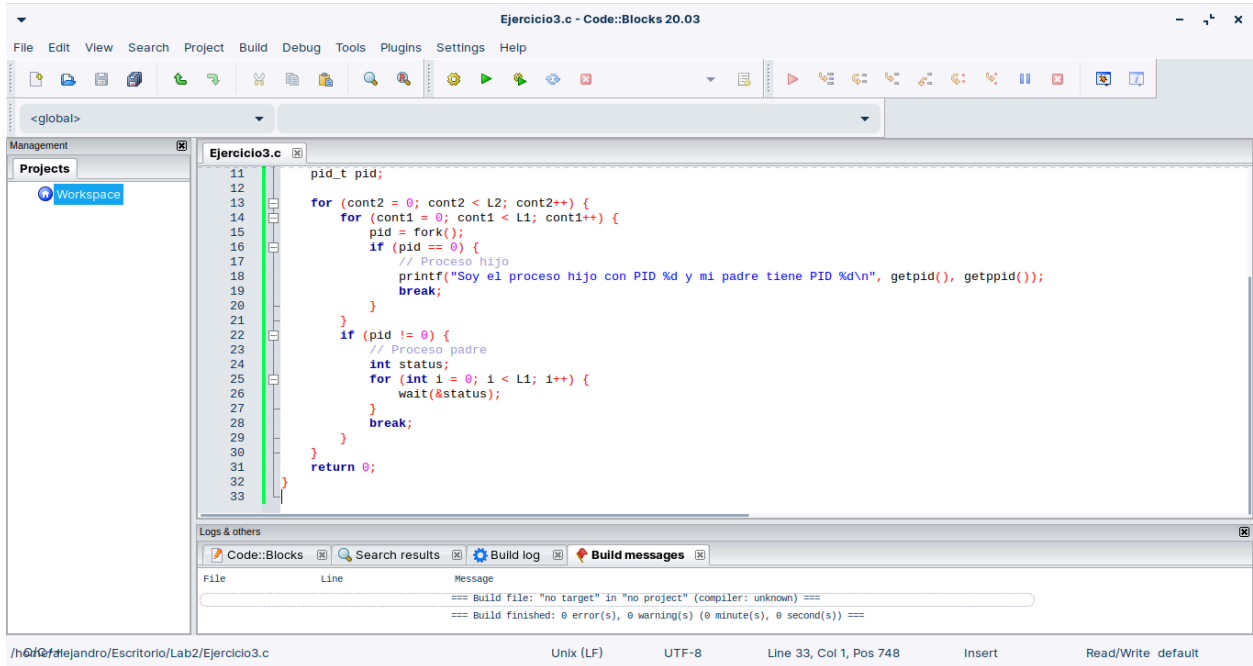 Ejercicio3.c - Code::Blocks 20.03
File Edit View Search Project Build Debug Tools Plugins Settings Help
<global>
Management
Projects
Workspace
Ejercicio3.c
11 pid_t pid;
12
13 for (cont2 = 0; cont2 < L2; cont2++) {
14 for (cont1 = 0; cont1 < L1; cont1++) {
15 pid = fork();
16 if (pid == 0) {
17 // Proceso hijo
18 printf("Soy el proceso hijo con PID %d y mi padre tiene PID %d\n", getpid(), getppid());
19 break;
20 }
21 }
22 if (pid != 0) {
23 // Proceso padre
24 int status;
25 for (int i = 0; i < L1; i++) {
26 wait(&status);
27 }
28 break;
29 }
30 }
31 return 0;
32 }
33
Logs & others
Code::Blocks Search results Build log Build messages
File Line Message
=== Build file: "no target" in "no project" (compiler: unknown) ===
=== Build finished: 0 error(s), 0 warning(s) (0 minute(s), 0 second(s)) ===
/home/alejandro/Escritorio/Lab2/Ejercicio3.c Unix (LF) UTF-8 Line 33, Col 1, Pos 748 Insert Read/Write default